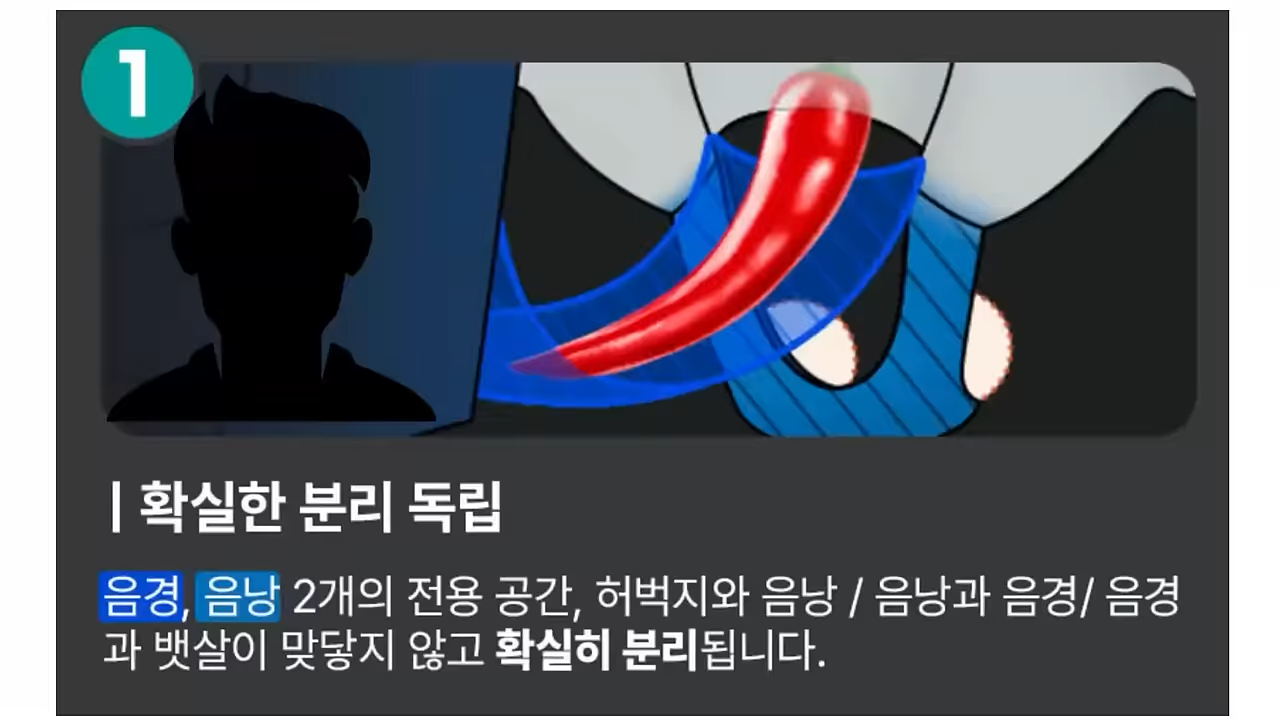 1
| 확실한 분리 독립
음경, 음낭 2개의 전용 공간, 허벅지와 음낭 / 음낭과 음경/ 음경
과 뱃살이 맞닿지 않고 확실히 분리됩니다.